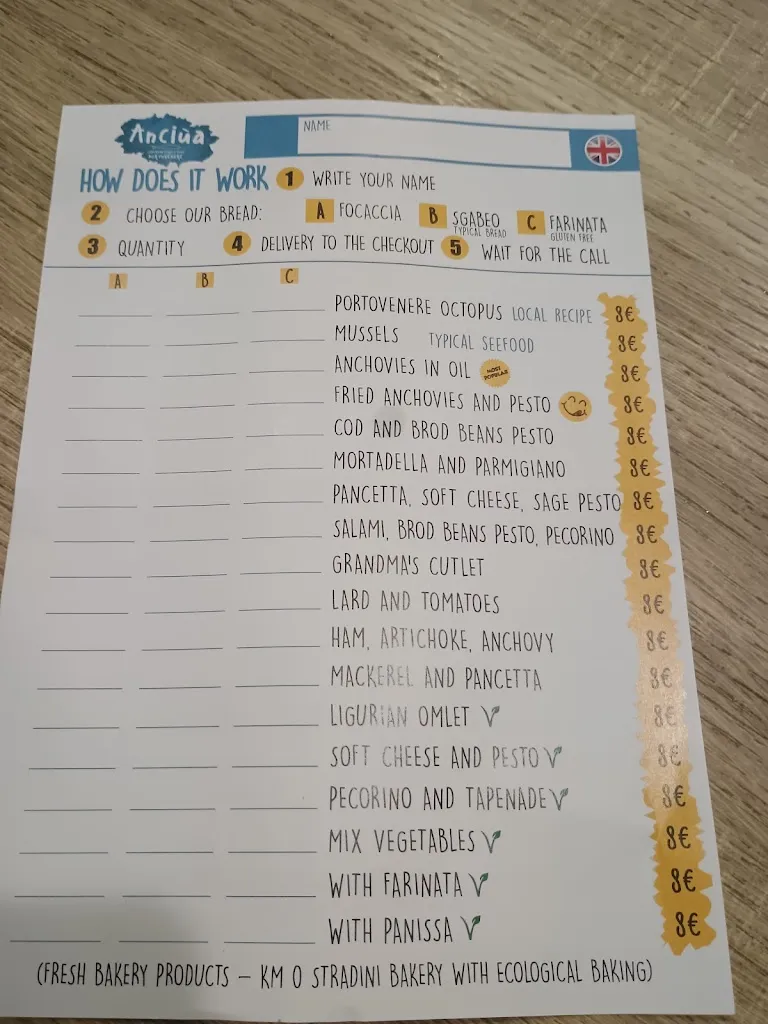 Anciua
NAME
HOW DOES IT WORK 1 WRITE YOUR NAME
2 CHOOSE OUR BREAD: A FOCACCIA B SGABEO TYPICAL BREAD C FARINATA GLUTEN FREE
3 QUANTITY 4 DELIVERY TO THE CHECKOUT 5 WAIT FOR THE CALL
A B C
PORTOVENERE OCTOPUS LOCAL RECIPE 8€
MUSSELS TYPICAL SEEFOOD 8€
ANCHOVIES IN OIL MOST POPULAR 8€
FRIED ANCHOVIES AND PESTO 8€
COD AND BROD BEANS PESTO 8€
MORTADELLA AND PARMIGIANO 8€
PANCETTA, SOFT CHEESE, SAGE PESTO 8€
SALAMI, BROD BEANS PESTO, PECORINO 8€
GRANDMA'S CUTLET 8€
LARD AND TOMATOES 8€
HAM, ARTICHOKE, ANCHOVY 8€
MACKEREL AND PANCETTA 8€
LIGURIAN OMLET 8€
SOFT CHEESE AND PESTO 8€
PECORINO AND TAPENADE 8€
MIX VEGETABLES 8€
WITH FARINATA 8€
WITH PANISSA 8€
(FRESH BAKERY PRODUCTS – KM 0 STRADINI BAKERY WITH ECOLOGICAL BAKING)